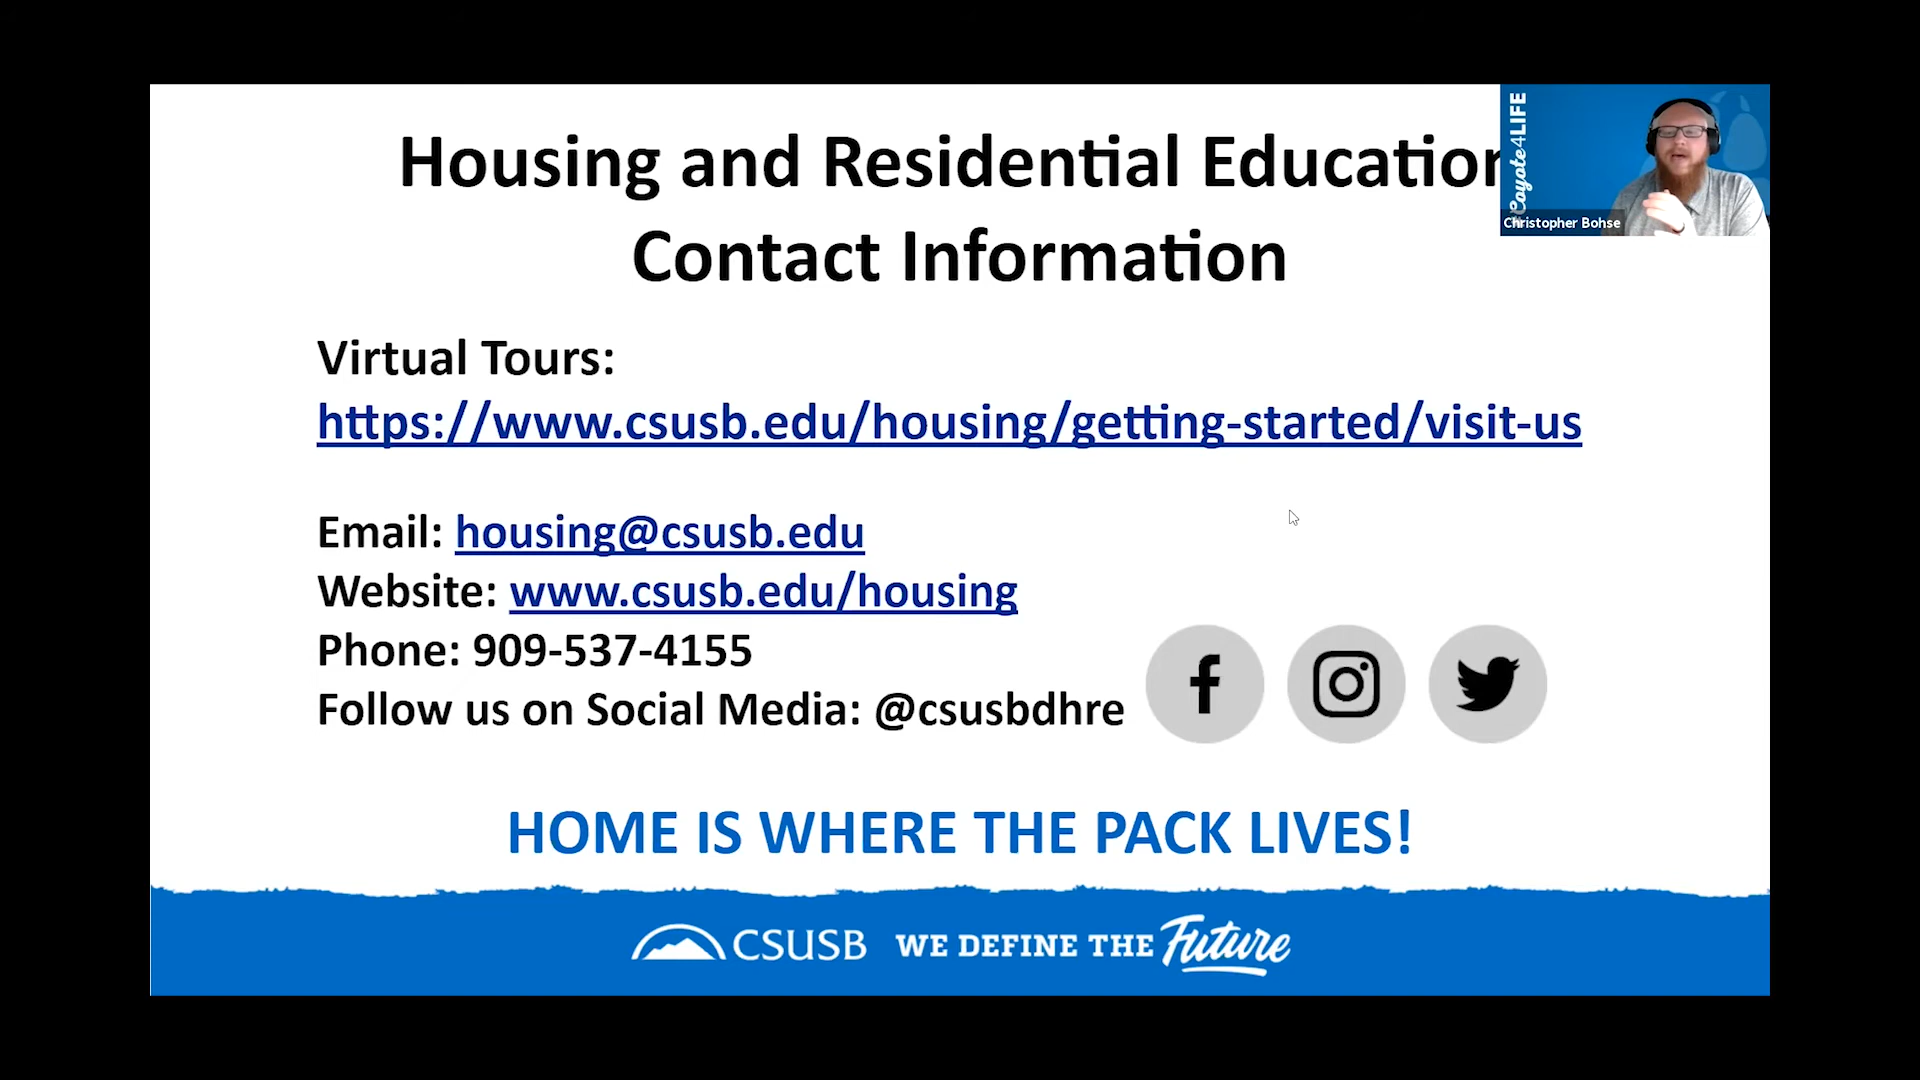 Housing and Residential Education
Contact Information
#Coyote4LIFE
Christopher Bohse
Virtual Tours:
https://www.csusb.edu/housing/getting-started/visit-us
Email: housing@csusb.edu
Website: www.csusb.edu/housing
Phone: 909-537-4155
Follow us on Social Media: @csusbdhre
HOME IS WHERE THE PACK LIVES!
CSUSB WE DEFINE THE Future